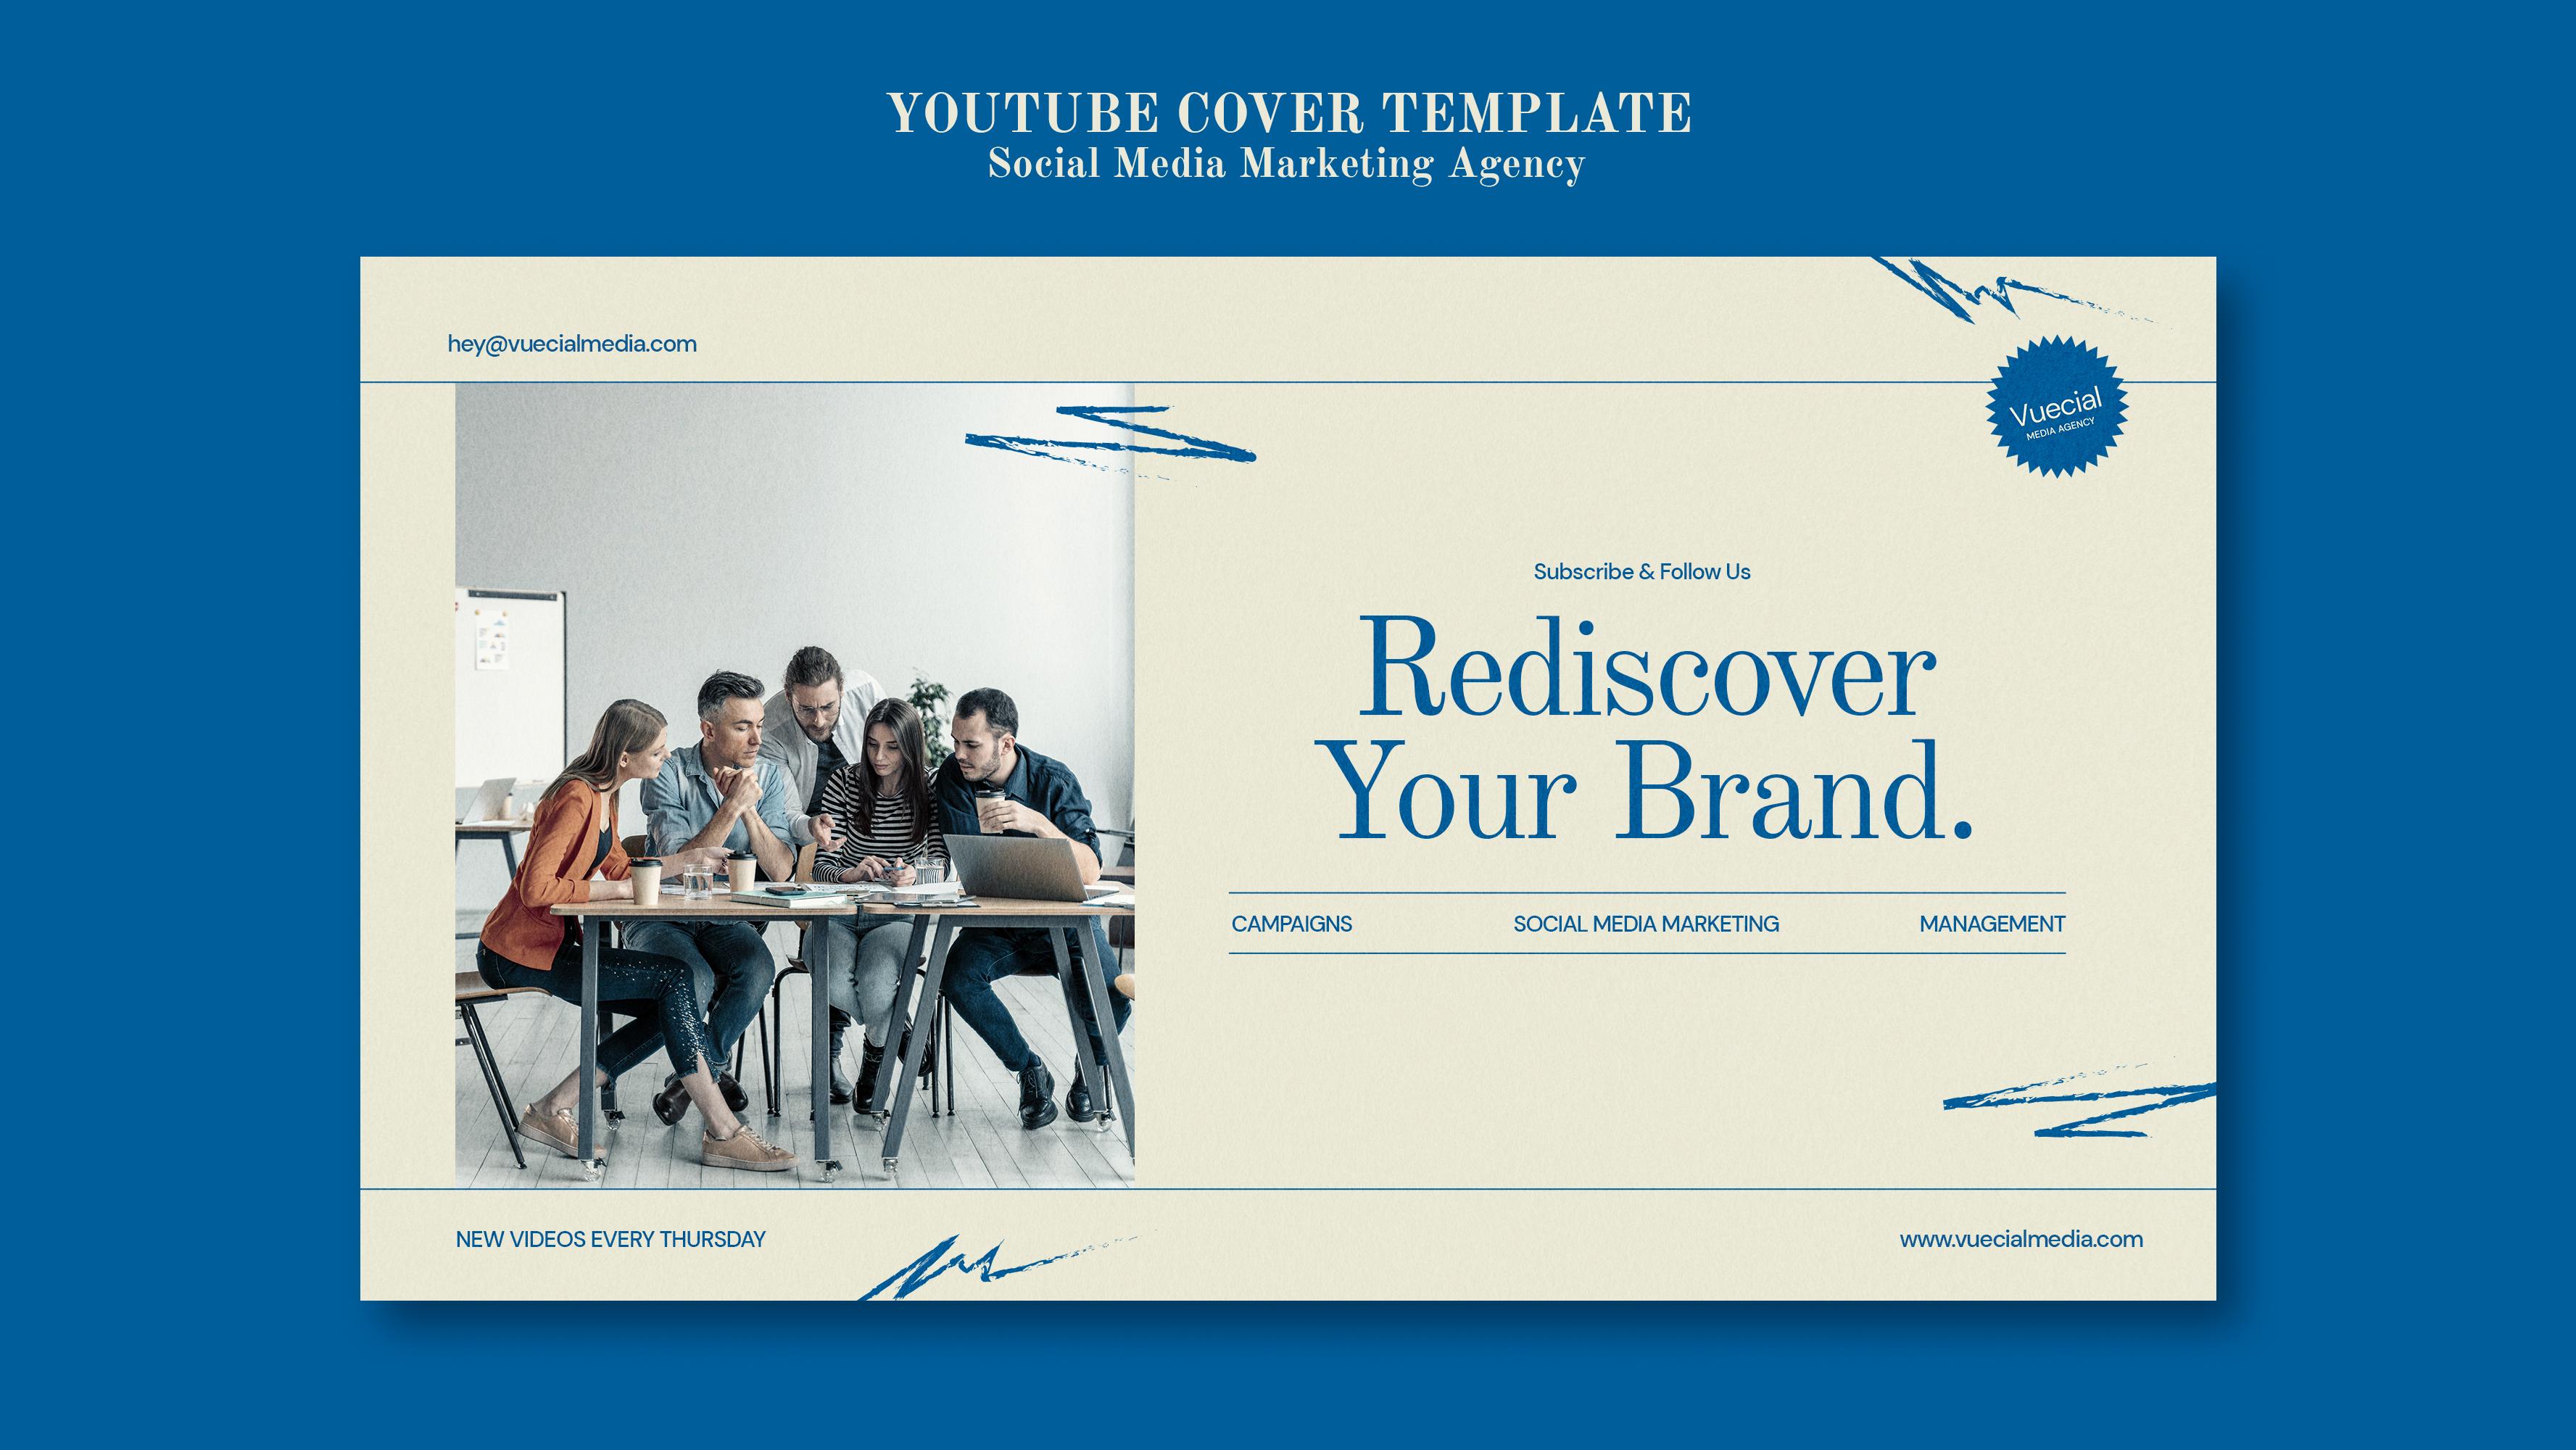 YOUTUBE COVER TEMPLATE
Social Media Marketing Agency
hey@vuecialmedia.com
Vuecial
MEDIA AGENCY
Subscribe & Follow Us
Rediscover
Your Brand.
CAMPAIGNS SOCIAL MEDIA MARKETING MANAGEMENT
NEW VIDEOS EVERY THURSDAY
www.vuecialmedia.com